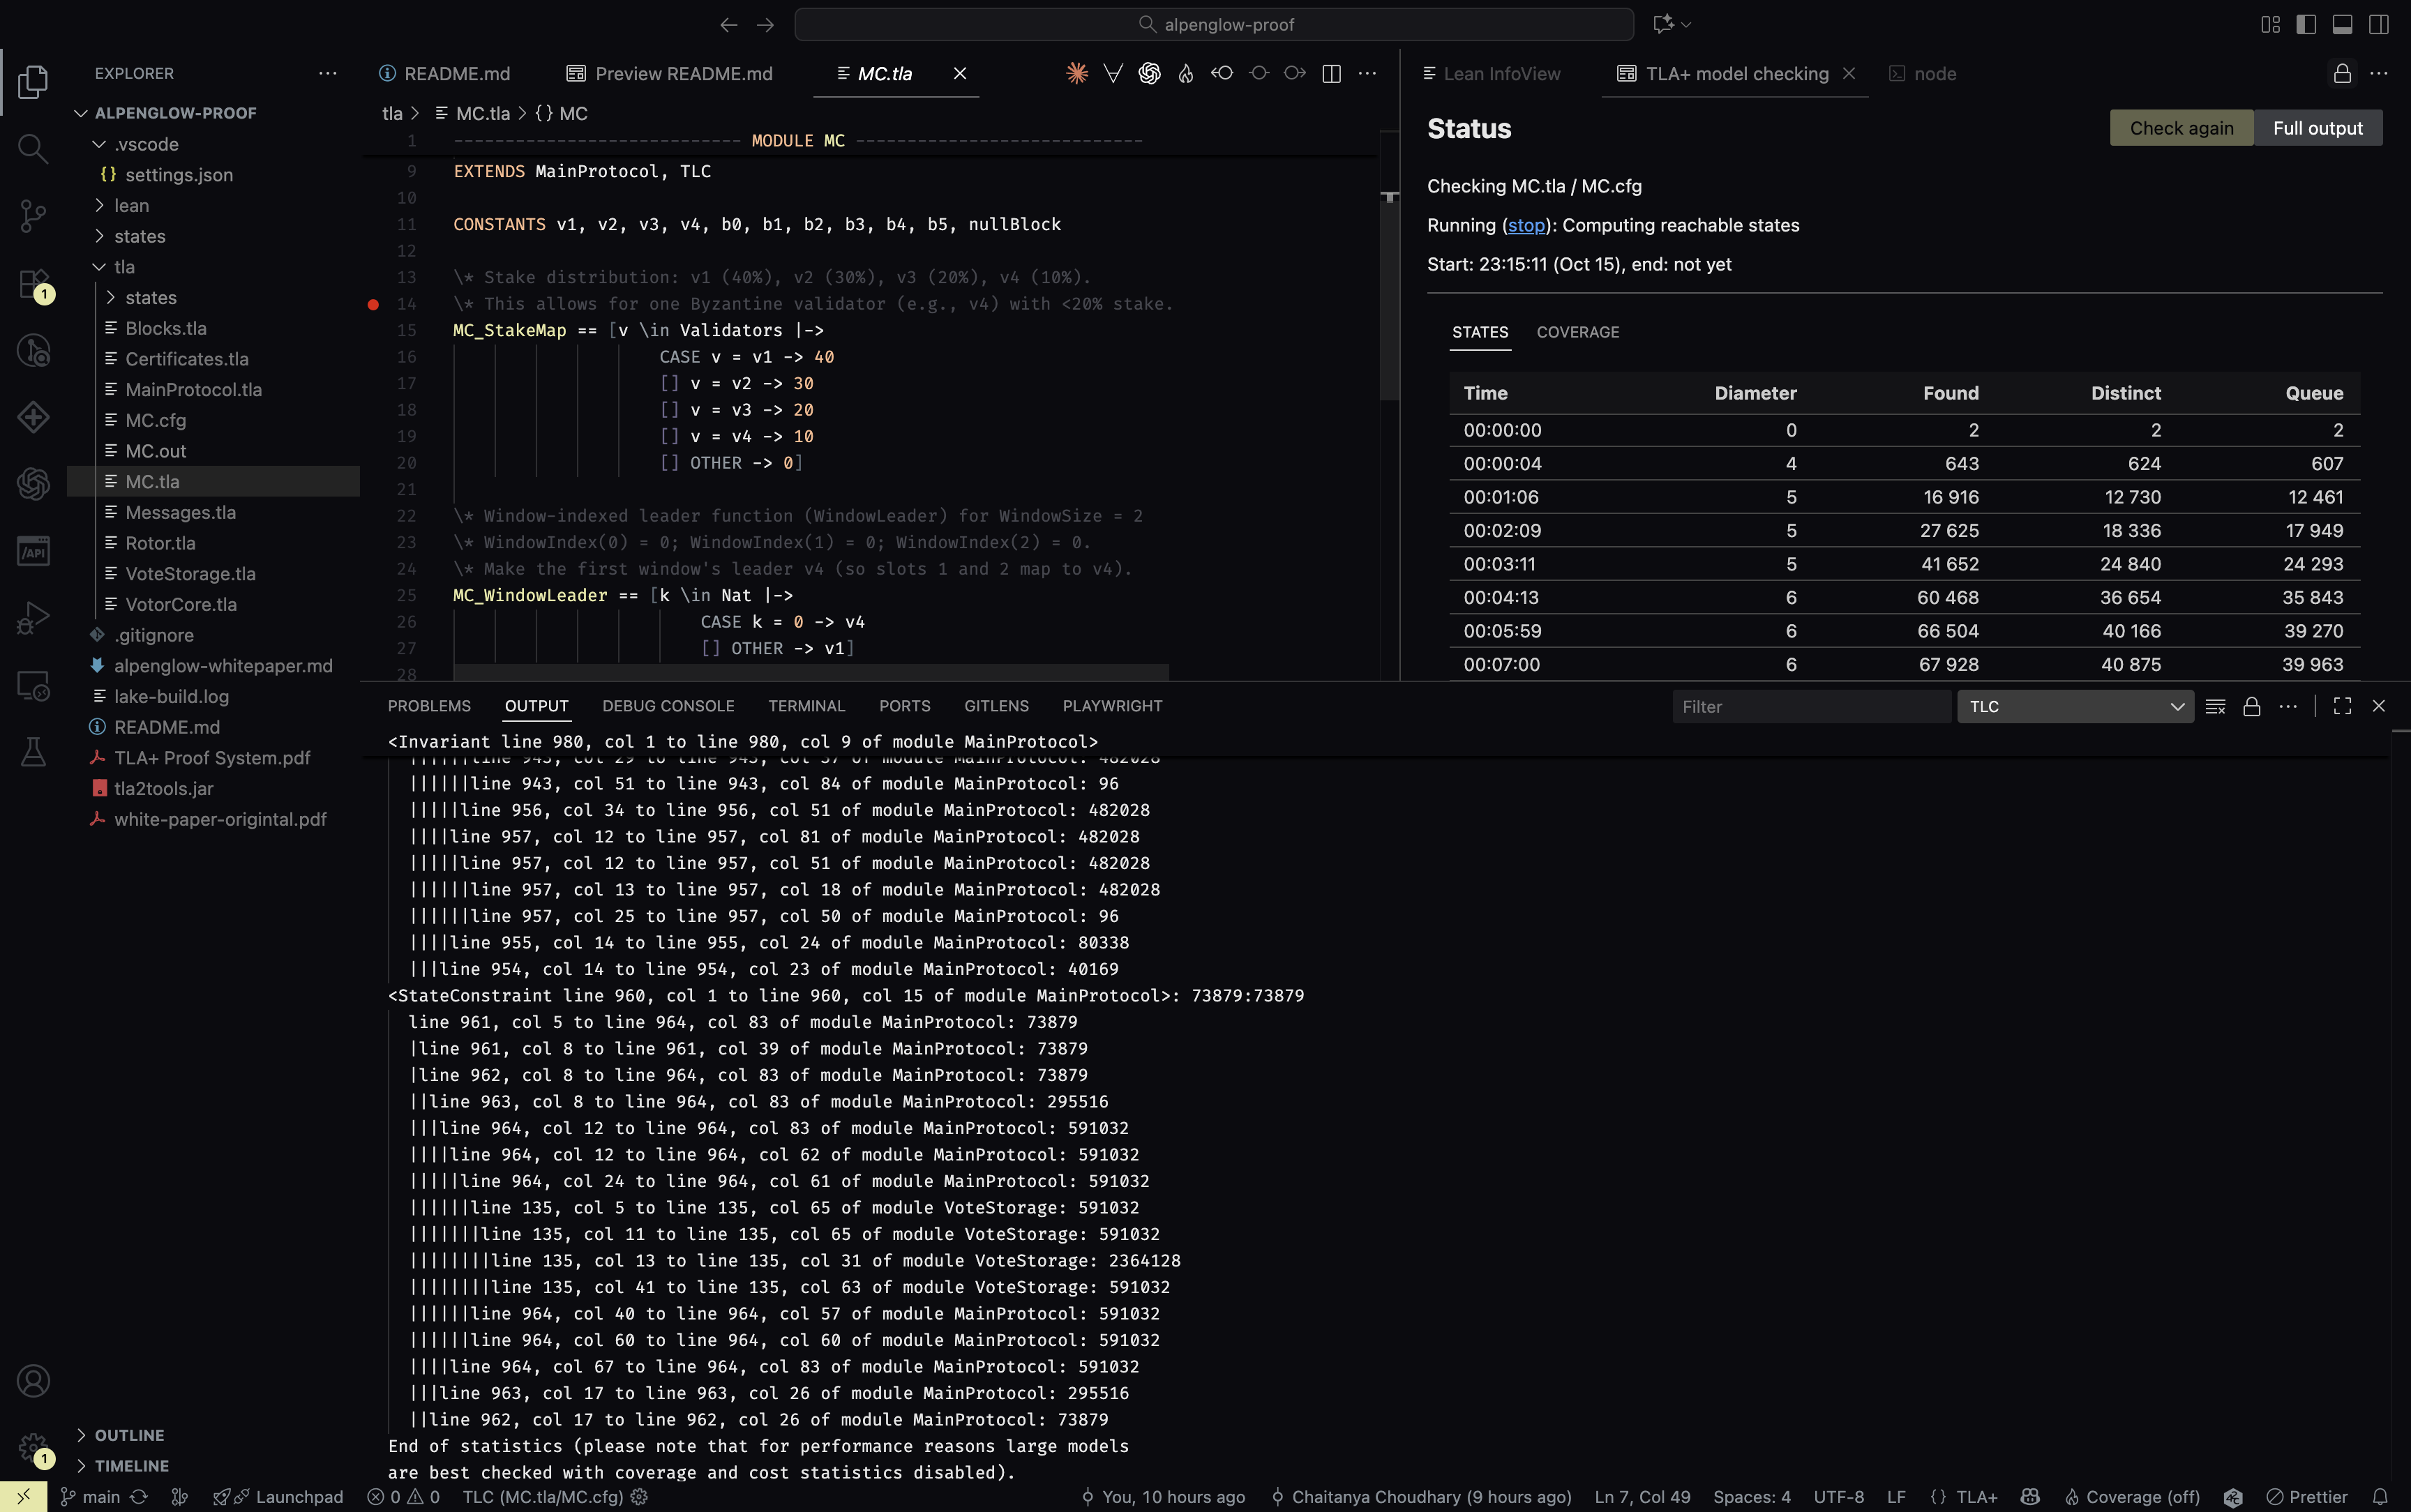 alpenglow-proof
EXPLORER
ALPENGLOW-PROOF
.vscode
{} settings.json
lean
states
tla
states
Blocks.tla
Certificates.tla
MainProtocol.tla
MC.cfg
MC.out
MC.tla
Messages.tla
Rotor.tla
VoteStorage.tla
VotorCore.tla
.gitignore
alpenglow-whitepaper.md
lake-build.log
README.md
TLA+ Proof System.pdf
tla2tools.jar
white-paper-origintal.pdf
OUTLINE
TIMELINE
1
1
README.md
Preview README.md
MC.tla
tla > MC.tla > {} MC
1 ---------------------------- MODULE MC ----------------------------
9 EXTENDS MainProtocol, TLC
10
11 CONSTANTS v1, v2, v3, v4, b0, b1, b2, b3, b4, b5, nullBlock
12
13 \* Stake distribution: v1 (40%), v2 (30%), v3 (20%), v4 (10%).
14 \* This allows for one Byzantine validator (e.g., v4) with <20% stake.
15 MC_StakeMap == [v \in Validators |->
16 CASE v = v1 -> 40
17 [] v = v2 -> 30
18 [] v = v3 -> 20
19 [] v = v4 -> 10
20 [] OTHER -> 0]
21
22 \* Window-indexed leader function (WindowLeader) for WindowSize = 2
23 \* WindowIndex(0) = 0; WindowIndex(1) = 0; WindowIndex(2) = 0.
24 \* Make the first window's leader v4 (so slots 1 and 2 map to v4).
25 MC_WindowLeader == [k \in Nat |->
26 CASE k = 0 -> v4
27 [] OTHER -> v1]
28
Lean InfoView
TLA+ model checking
node
Status
Check again
Full output
Checking MC.tla / MC.cfg
Running (stop): Computing reachable states
Start: 23:15:11 (Oct 15), end: not yet
STATES COVERAGE
Time Diameter Found Distinct Queue
00:00:00 0 2 2 2
00:00:04 4 643 624 607
00:01:06 5 16 916 12 730 12 461
00:02:09 5 27 625 18 336 17 949
00:03:11 5 41 652 24 840 24 293
00:04:13 6 60 468 36 654 35 843
00:05:59 6 66 504 40 166 39 270
00:07:00 6 67 928 40 875 39 963
PROBLEMS OUTPUT DEBUG CONSOLE TERMINAL PORTS GITLENS PLAYWRIGHT
Filter
TLC
<Invariant line 980, col 1 to line 980, col 9 of module MainProtocol>
||||||line 943, col 29 to line 943, col 37 of module MainProtocol: 482028
||||||line 943, col 51 to line 943, col 84 of module MainProtocol: 96
|||||line 956, col 34 to line 956, col 51 of module MainProtocol: 482028
||||line 957, col 12 to line 957, col 81 of module MainProtocol: 482028
|||||line 957, col 12 to line 957, col 51 of module MainProtocol: 482028
||||||line 957, col 13 to line 957, col 18 of module MainProtocol: 482028
||||||line 957, col 25 to line 957, col 50 of module MainProtocol: 96
||||line 955, col 14 to line 955, col 24 of module MainProtocol: 80338
|||line 954, col 14 to line 954, col 23 of module MainProtocol: 40169
<StateConstraint line 960, col 1 to line 960, col 15 of module MainProtocol>: 73879:73879
line 961, col 5 to line 964, col 83 of module MainProtocol: 73879
|line 961, col 8 to line 961, col 39 of module MainProtocol: 73879
|line 962, col 8 to line 964, col 83 of module MainProtocol: 73879
||line 963, col 8 to line 964, col 83 of module MainProtocol: 295516
|||line 964, col 12 to line 964, col 83 of module MainProtocol: 591032
||||line 964, col 12 to line 964, col 62 of module MainProtocol: 591032
|||||line 964, col 24 to line 964, col 61 of module MainProtocol: 591032
||||||line 135, col 5 to line 135, col 65 of module VoteStorage: 591032
|||||||line 135, col 11 to line 135, col 65 of module VoteStorage: 591032
||||||||line 135, col 13 to line 135, col 31 of module VoteStorage: 2364128
||||||||line 135, col 41 to line 135, col 63 of module VoteStorage: 591032
||||||line 964, col 40 to line 964, col 57 of module MainProtocol: 591032
||||||line 964, col 60 to line 964, col 60 of module MainProtocol: 591032
||||line 964, col 67 to line 964, col 83 of module MainProtocol: 591032
|||line 963, col 17 to line 963, col 26 of module MainProtocol: 295516
||line 962, col 17 to line 962, col 26 of module MainProtocol: 73879
End of statistics (please note that for performance reasons large models
are best checked with coverage and cost statistics disabled).
main Launchpad 0 0 TLC (MC.tla/MC.cfg) You, 10 hours ago Chaitanya Choudhary (9 hours ago) Ln 7, Col 49 Spaces: 4 UTF-8 LF {} TLA+ Coverage (off) Prettier